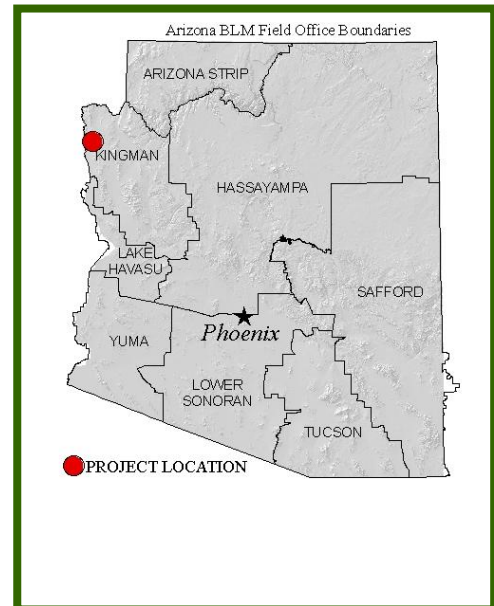 Arizona BLM Field Office Boundaries
ARIZONA STRIP
KINGMAN
HASSAYAMPA
LAKE
HAVASU
SAFFORD
Phoenix
YUMA
LOWER
SONORAN
TUCSON
PROJECT LOCATION